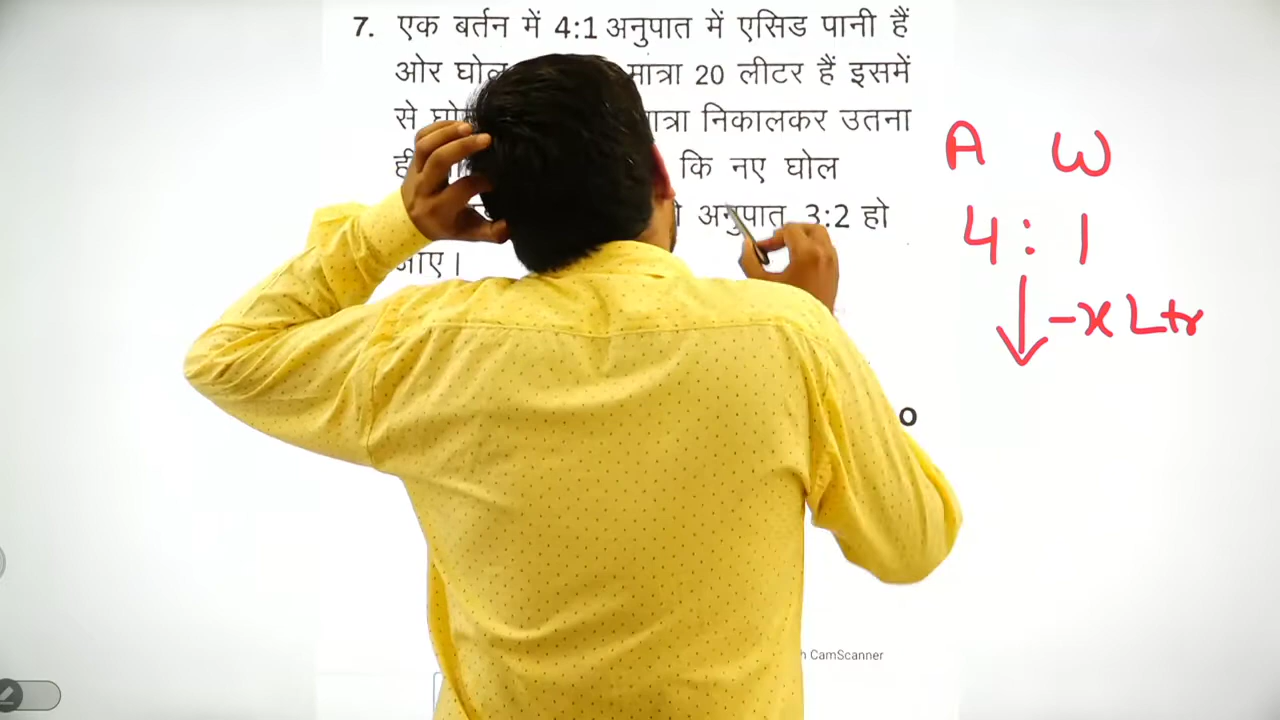 7. एक बर्तन में 4:1 अनुपात में एसिड पानी हैं
ओर घोल मात्रा 20 लीटर हैं इसमें
से निकालकर उतना
कि नए घोल
अनुपात 3:2 हो
जाए।
A W
4 : 1
-x Ltr
CamScanner